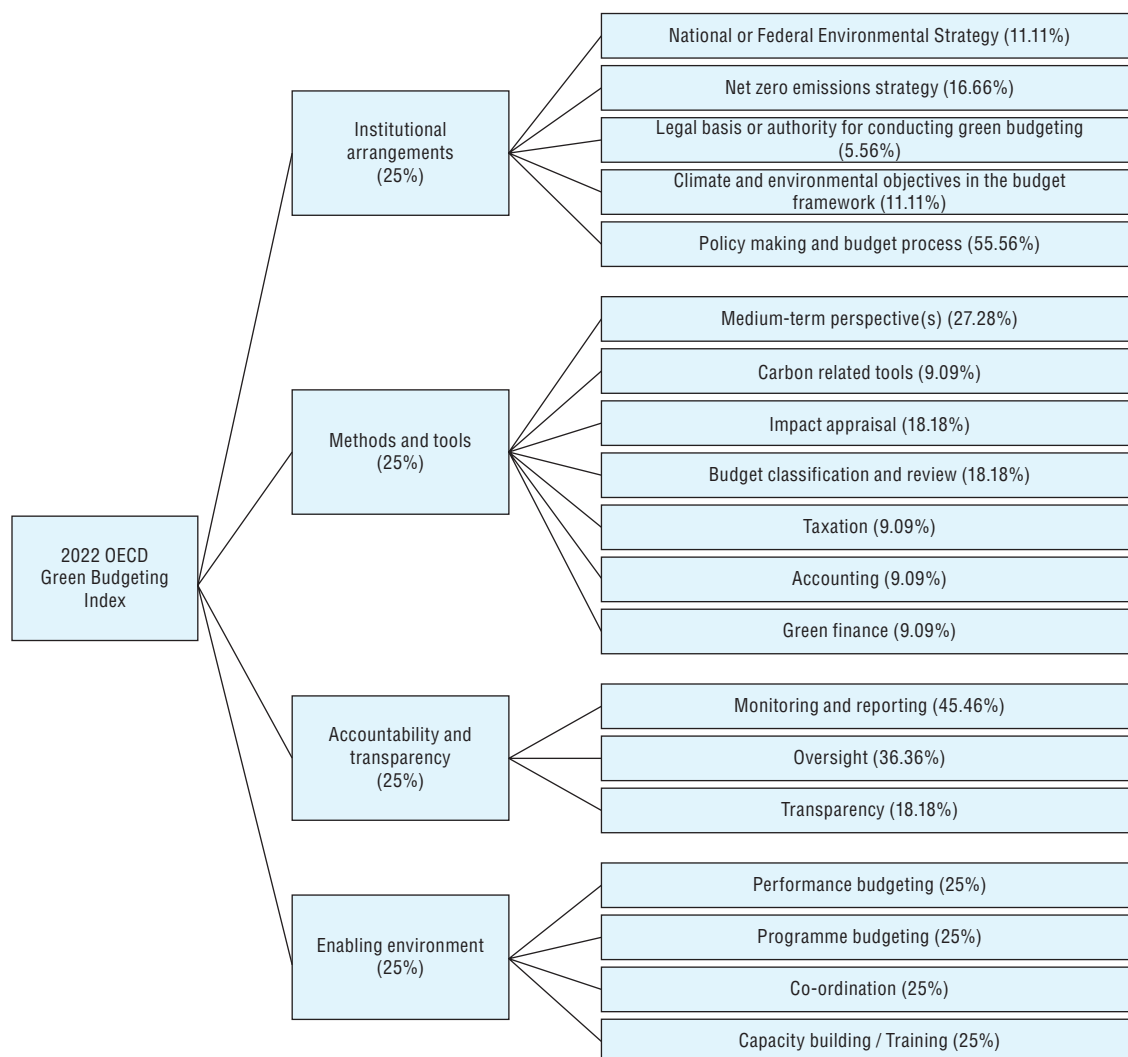 National or Federal Environmental Strategy (11.11%)
Net zero emissions strategy (16.66%)
Legal basis or authority for conducting green budgeting
(5.56%)
Climate and environmental objectives in the budget
framework (11.11%)
Policy making and budget process (55.56%)
Institutional
arrangements
(25%)
Medium-term perspective(s) (27.28%)
Carbon related tools (9.09%)
Impact appraisal (18.18%)
Budget classification and review (18.18%)
Taxation (9.09%)
Accounting (9.09%)
Green finance (9.09%)
Methods and tools
(25%)
2022 OECD
Green Budgeting
Index
Monitoring and reporting (45.46%)
Oversight (36.36%)
Transparency (18.18%)
Accountability and
transparency
(25%)
Performance budgeting (25%)
Programme budgeting (25%)
Co-ordination (25%)
Capacity building / Training (25%)
Enabling environment
(25%)